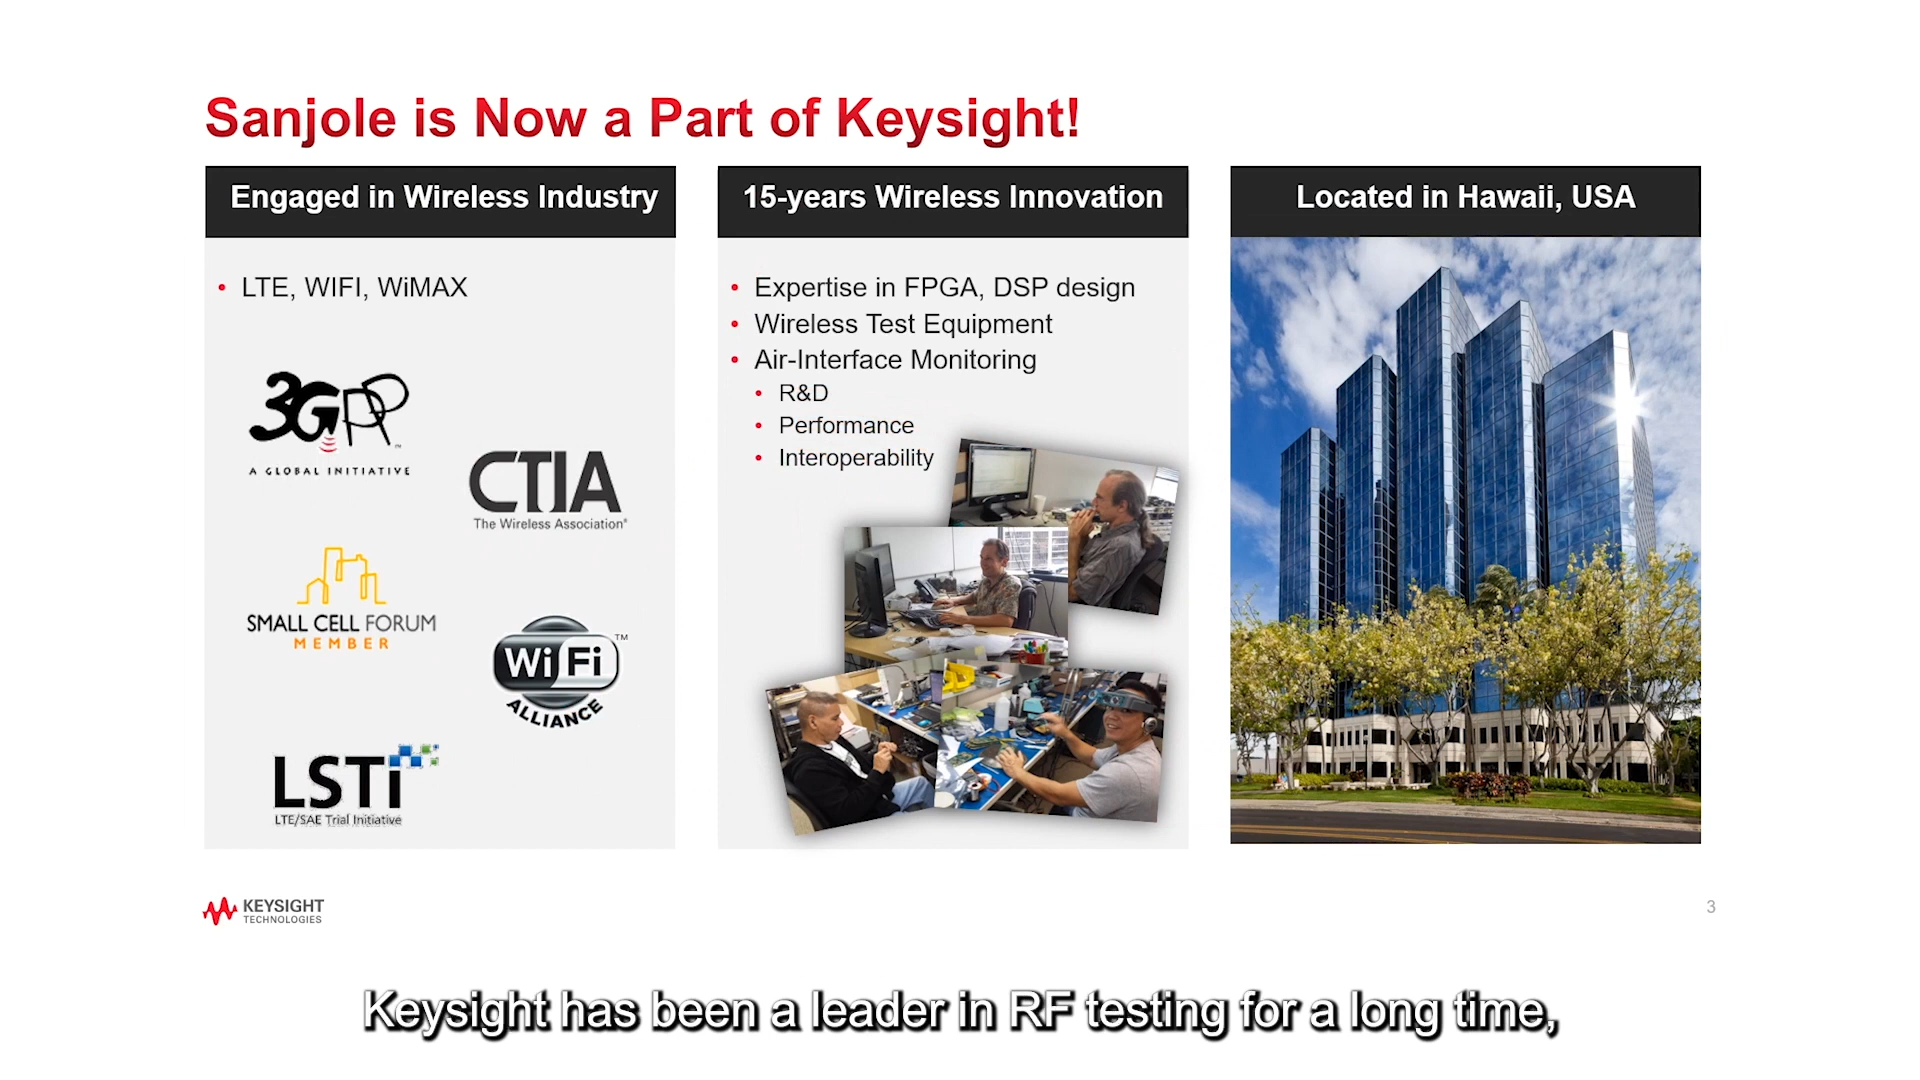 Sanjole is Now a Part of Keysight!
Engaged in Wireless Industry
• LTE, WIFI, WiMAX
3GPP™
A GLOBAL INITIATIVE
CTIA
The Wireless Association®
SMALL CELL FORUM
MEMBER
Wi Fi™
ALLIANCE
LSTi
LTE/SAE Trial Initiative
15-years Wireless Innovation
• Expertise in FPGA, DSP design
• Wireless Test Equipment
• Air-Interface Monitoring
• R&D
• Performance
• Interoperability
Located in Hawaii, USA
KEYSIGHT
TECHNOLOGIES
3
Keysight has been a leader in RF testing for a long time,